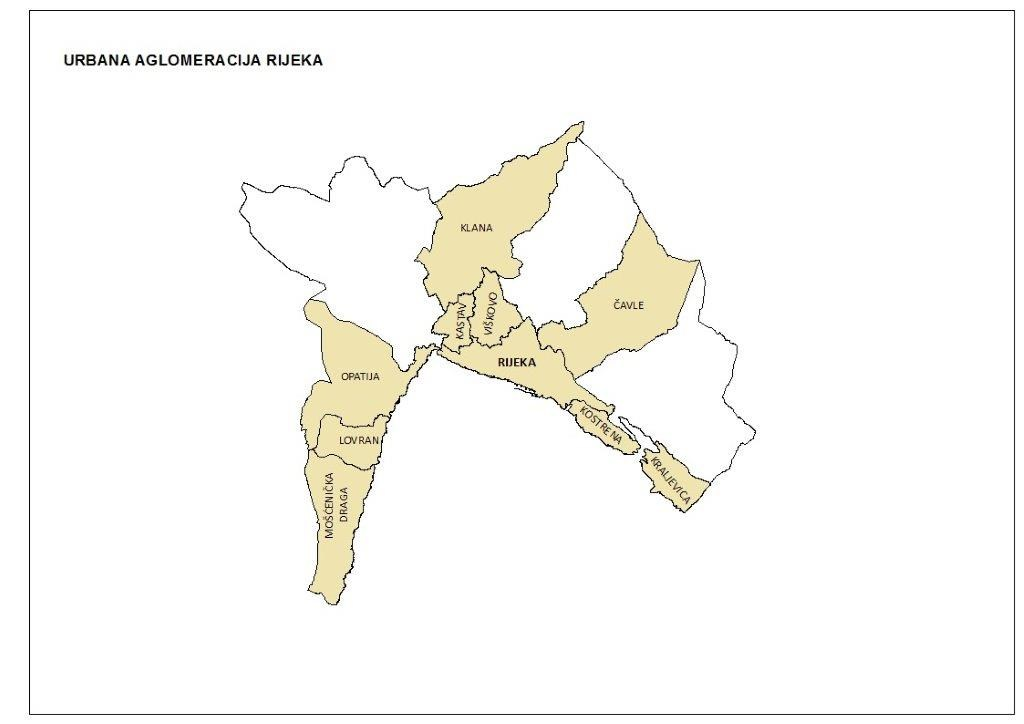 URBANA AGLOMERACIJA RIJEKA
KLANA
ČAVLE
KASTAV
VIŠKOVO
RIJEKA
OPATIJA
KOSTRENA
LOVRAN
KRALJEVICA
MOŠĆENIČKA
DRAGA